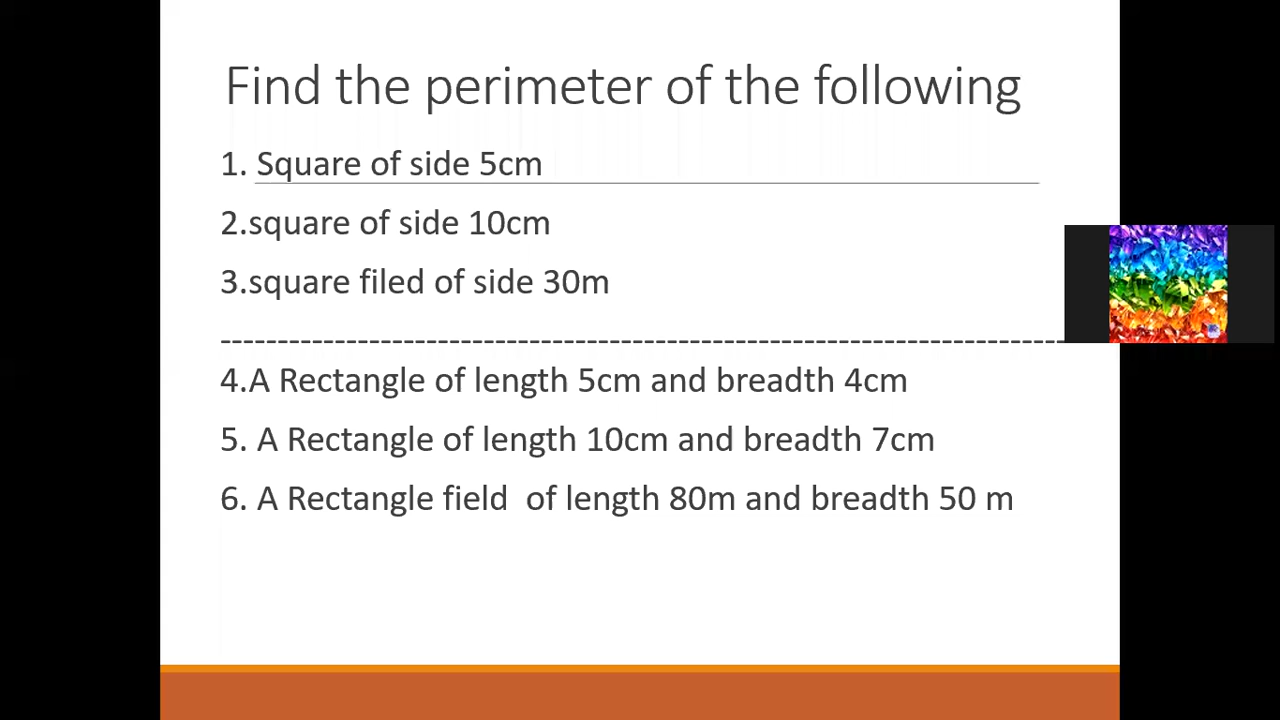 Find the perimeter of the following
1. Square of side 5cm
2.square of side 10cm
3.square filed of side 30m
--------------------------------------------------------------------------
4.A Rectangle of length 5cm and breadth 4cm
5. A Rectangle of length 10cm and breadth 7cm
6. A Rectangle field  of length 80m and breadth 50 m